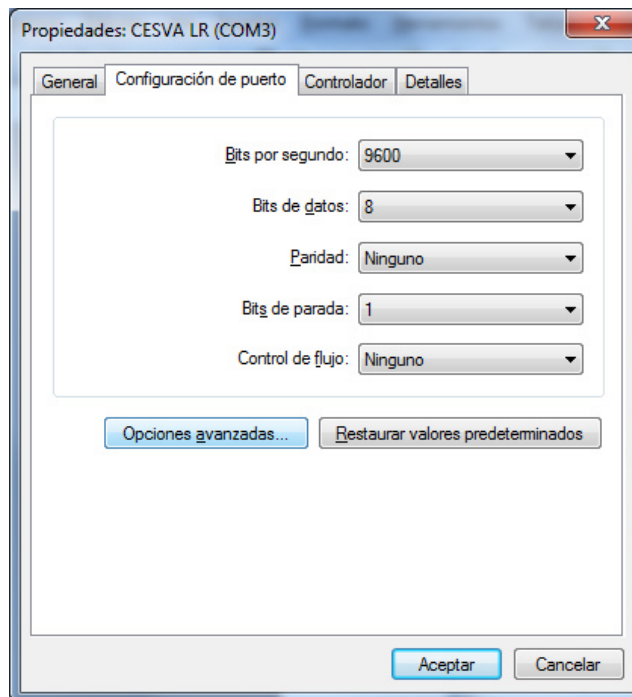 Propiedades: CESVA LR (COM3)
General Configuración de puerto Controlador Detalles
Bits por segundo: 9600
Bits de datos: 8
Paridad: Ninguno
Bits de parada: 1
Control de flujo: Ninguno
Opciones avanzadas... Restaurar valores predeterminados
Aceptar Cancelar